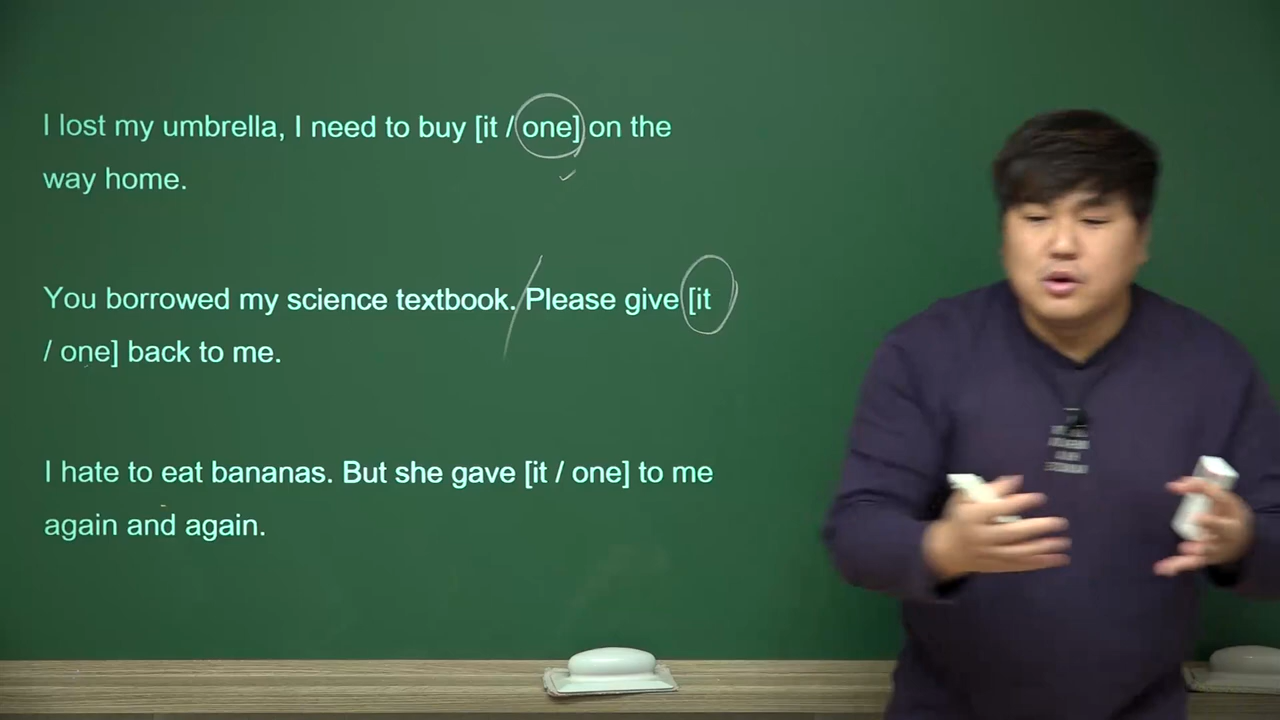 I lost my umbrella, I need to buy [it / one] on the
way home.
You borrowed my science textbook. Please give [it
/ one] back to me.
I hate to eat bananas. But she gave [it / one] to me
again and again.